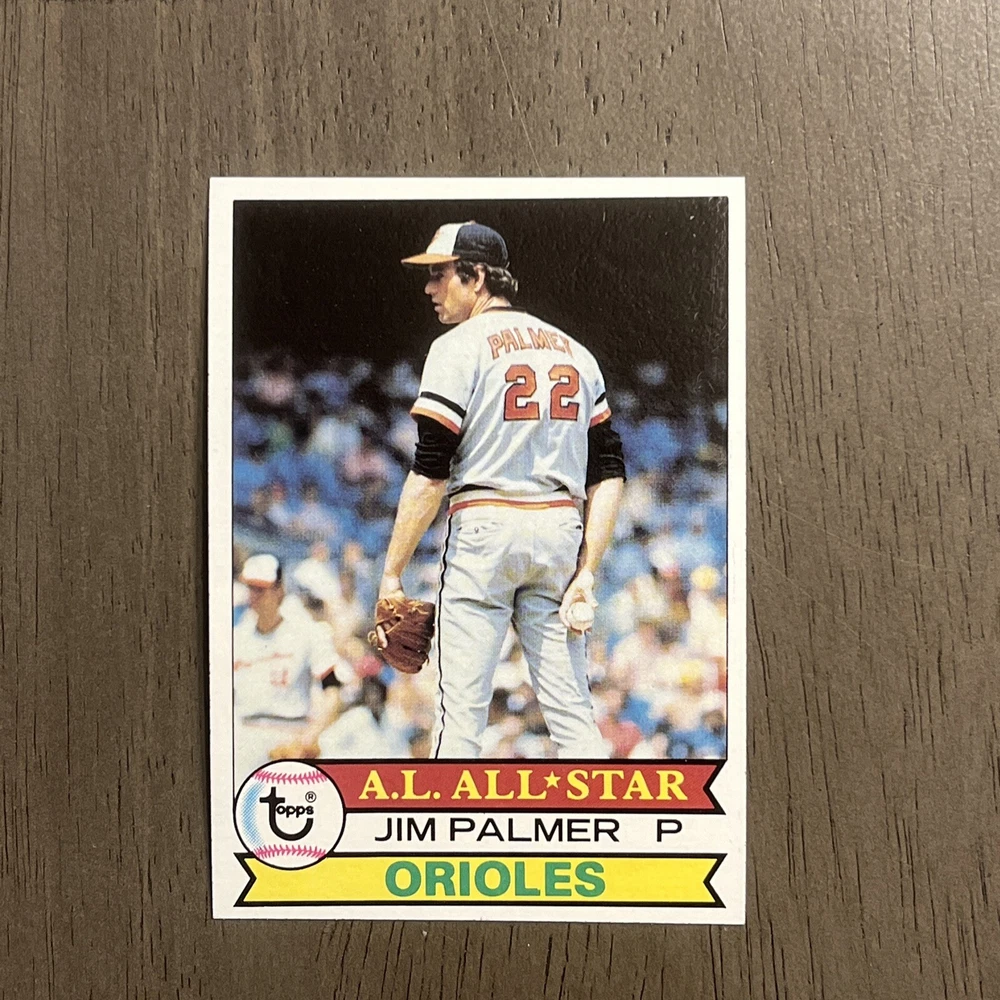 PALMER
22
A.L. ALL★STAR
topps®
JIM PALMER P
ORIOLES